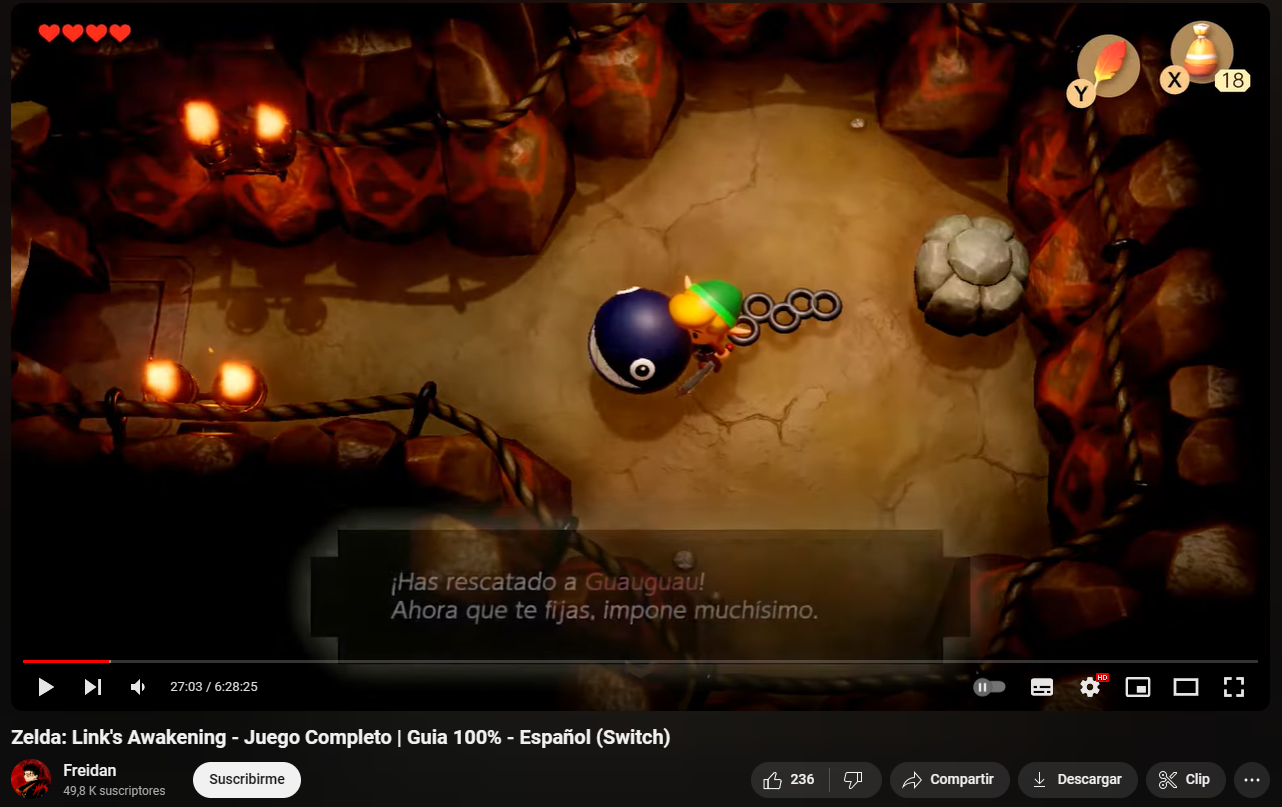 Y
X
18
¡Has rescatado a Guauguau!
Ahora que te fijas, impone muchísimo.
27:03 / 6:28:25
HD
Zelda: Link's Awakening - Juego Completo | Guia 100% - Español (Switch)
Freidan
49,8 K suscriptores
Suscribirme
236
Compartir
Descargar
Clip